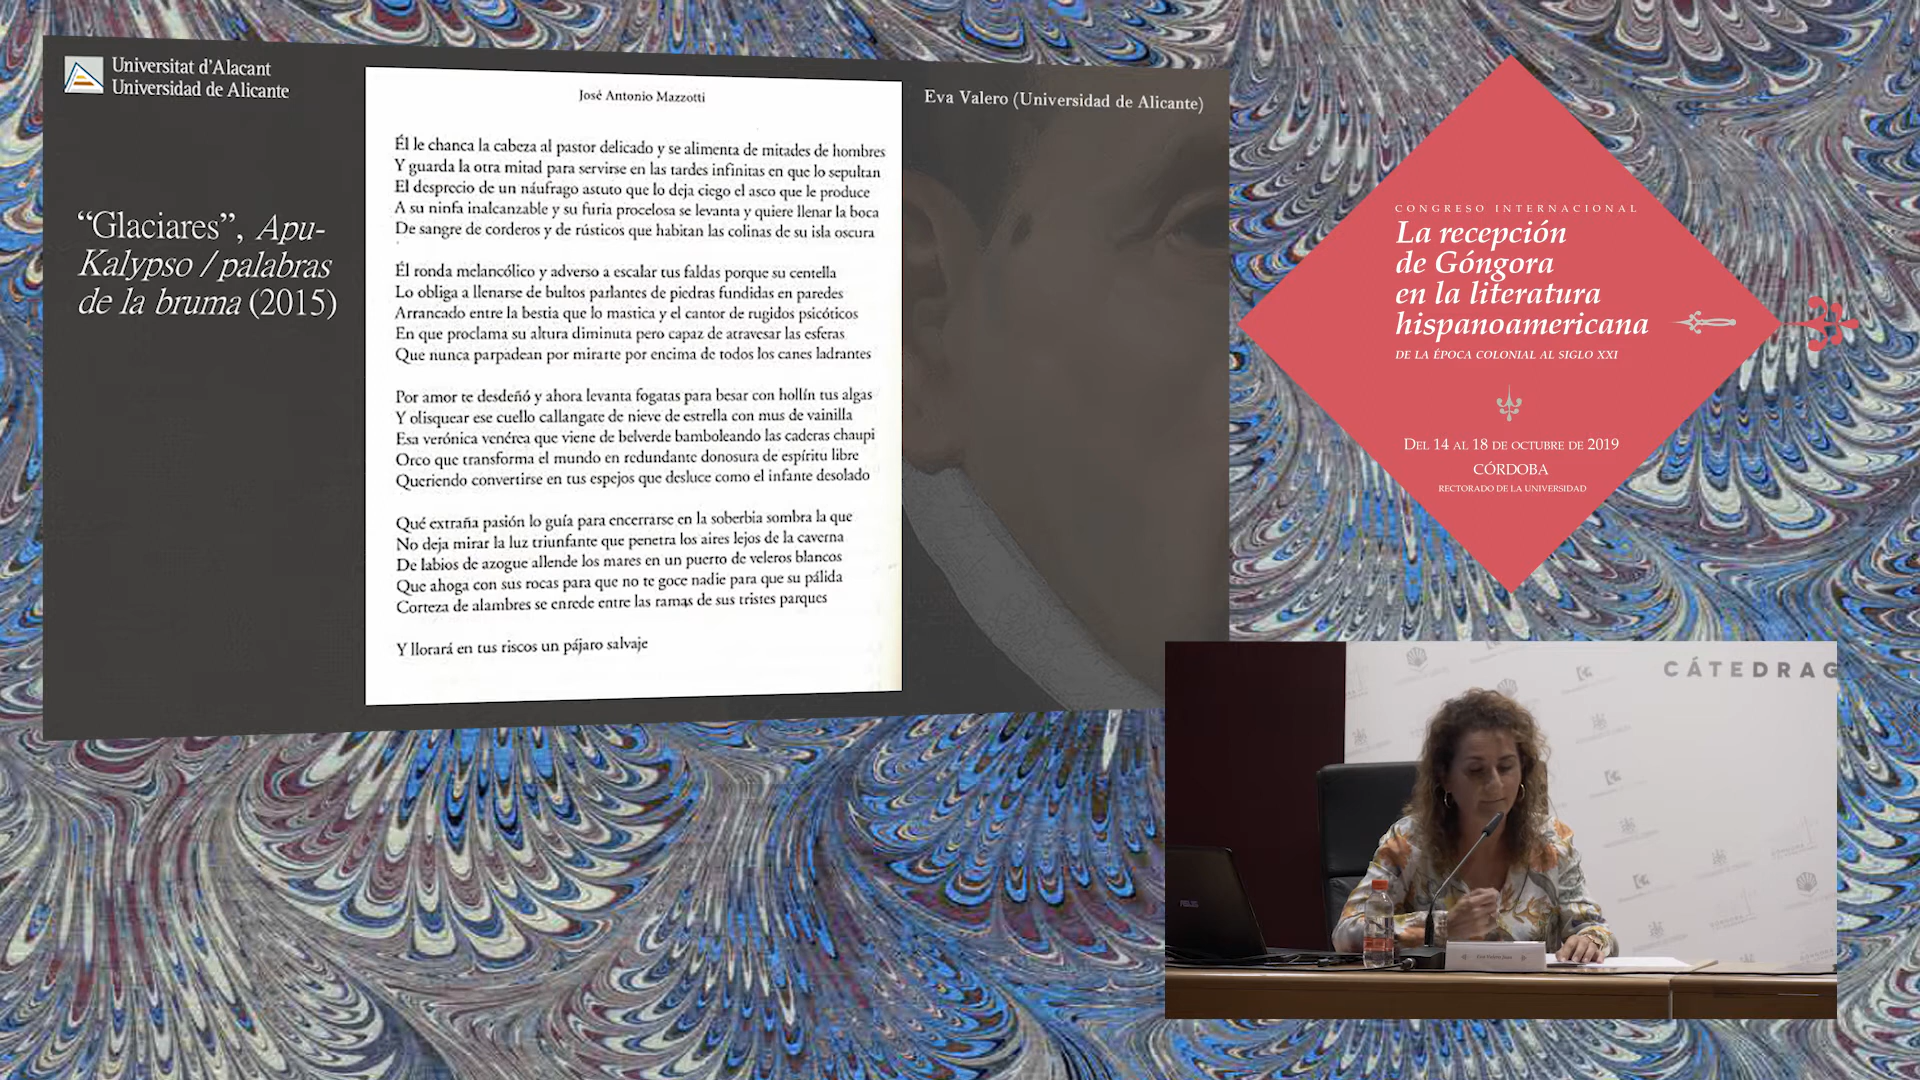 Universitat d'Alacant
Universidad de Alicante
“Glaciares”, Apu-
Kalypso / palabras
de la bruma (2015)
José Antonio Mazzotti
Él le chanca la cabeza al pastor delicado y se alimenta de mitades de hombres
Y guarda la otra mitad para servirse en las tardes infinitas en que lo sepultan
El desprecio de un náufrago astuto que lo deja ciego el asco que le produce
A su ninfa inalcanzable y su furia procelosa se levanta y quiere llenar la boca
De sangre de corderos y de rústicos que habitan las colinas de su isla oscura
Él ronda melancólico y adverso a escalar tus faldas porque su centella
Lo obliga a llenarse de bultos parlantes de piedras fundidas en paredes
Arrancado entre la bestia que lo mastica y el cantor de rugidos psicóticos
En que proclama su altura diminuta pero capaz de atravesar las esferas
Que nunca parpadean por mirarte por encima de todos los canes ladrantes
Por amor te desdeñó y ahora levanta fogatas para besar con hollín tus algas
Y olisquear ese cuello callangate de nieve de estrella con mus de vainilla
Esa verónica venérea que viene de belverde bamboleando las caderas chaupi
Orco que transforma el mundo en redundante donosura de espíritu libre
Queriendo convertirse en tus espejos que desluce como el infante desolado
Qué extraña pasión lo guía para encerrarse en la soberbia sombra la que
No deja mirar la luz triunfante que penetra los aires lejos de la caverna
De labios de azogue allende los mares en un puerto de veleros blancos
Que ahoga con sus rocas para que no te goce nadie para que su pálida
Corteza de alambres se enrede entre las ramas de sus tristes parques
Y llorará en tus riscos un pájaro salvaje
Eva Valero (Universidad de Alicante)
CONGRESO INTERNACIONAL
La recepción
de Góngora
en la literatura
hispanoamericana
DE LA ÉPOCA COLONIAL AL SIGLO XXI
DEL 14 AL 18 DE OCTUBRE DE 2019
CÓRDOBA
RECTORADO DE LA UNIVERSIDAD
CÁTEDRAG
ASUS